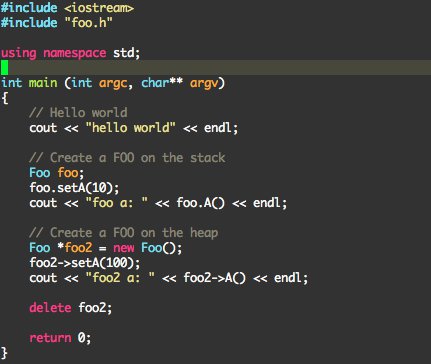 #include <iostream>
#include "foo.h"
using namespace std;
int main (int argc, char** argv)
{
// Hello world
cout << "hello world" << endl;
// Create a FOO on the stack
Foo foo;
foo.setA(10);
cout << "foo a: " << foo.A() << endl;
// Create a FOO on the heap
Foo *foo2 = new Foo();
foo2->setA(100);
cout << "foo2 a: " << foo2->A() << endl;
delete foo2;
return 0;
}